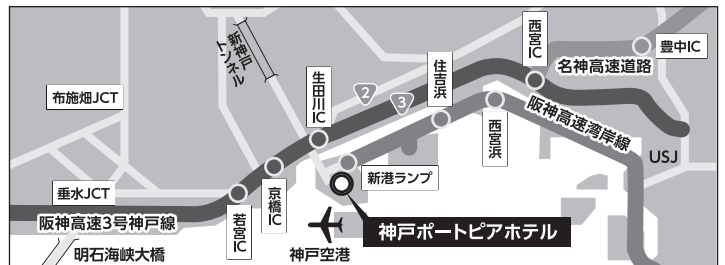 西宮IC
豊中IC
名神高速道路
新神戸
トンネル
住吉浜
生田川IC
布施畑JCT
2
3
西宮浜
阪神高速湾岸線
USJ
新港ランプ
京橋IC
垂水JCT
若宮IC
阪神高速3号神戸線
神戸ポートピアホテル
明石海峡大橋
神戸空港